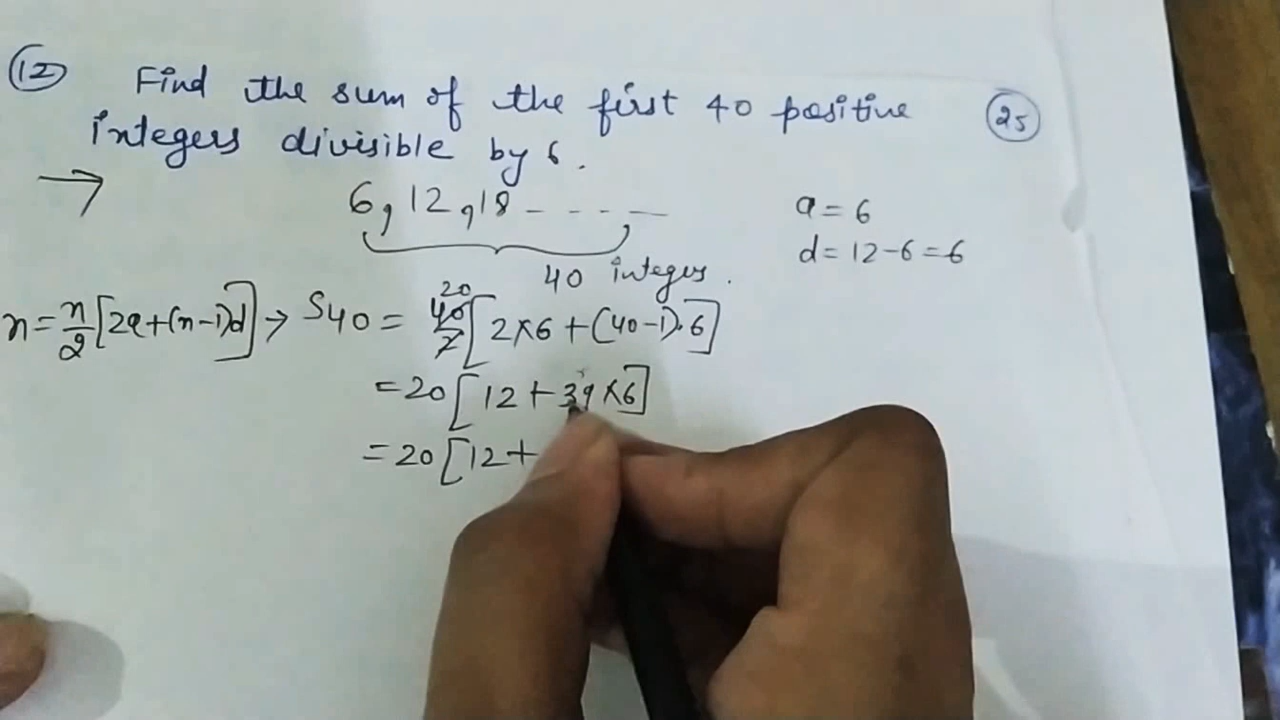 12 Find the sum of the first 40 positive 25
integers divisible by 6.
→ 6, 12, 18 - - - - —
a = 6
d = 12 - 6 = 6
40 integers.
n = n/2 [2a + (n-1)d] → S40 = 20 40/2 [2×6 + (40-1)·6]
= 20 [12 + 39 × 6]
= 20 [12 +